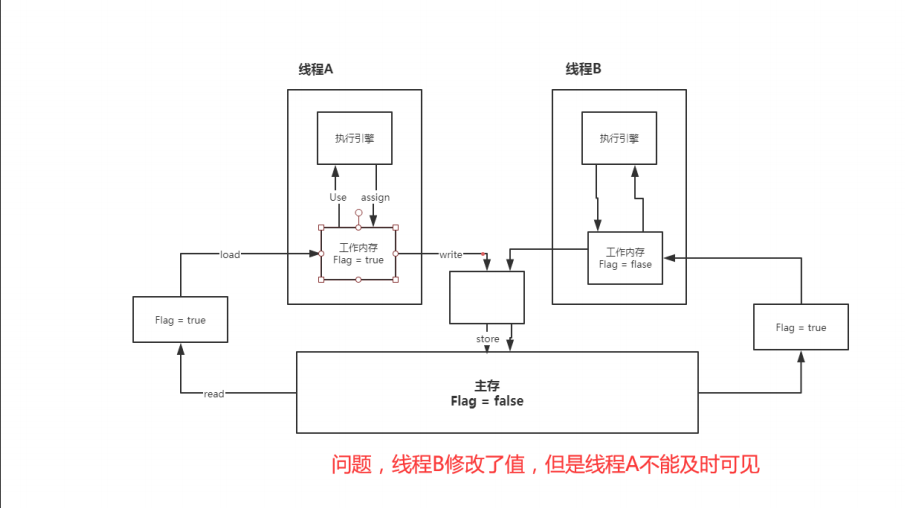 线程A
线程B
执行引擎
执行引擎
Use
assign
工作内存
Flag = true
工作内存
Flag = flase
load
write
Flag = true
Flag = true
store
read
主存
Flag = false
问题，线程B修改了值，但是线程A不能及时可见